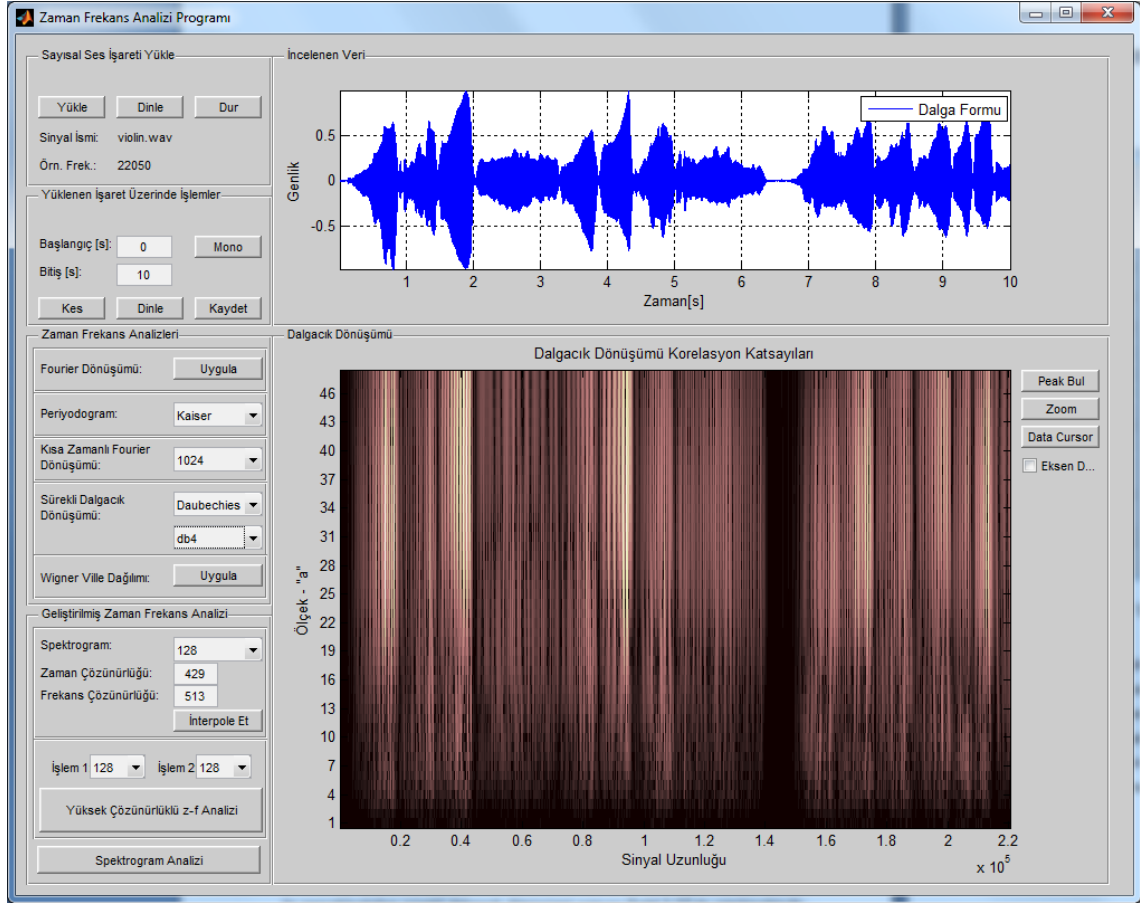 Zaman Frekans Analizi Programı
Sayısal Ses İşareti Yükle
Yükle Dinle Dur
Sinyal İsmi: violin.wav
Örn. Frek.: 22050
Yüklenen İşaret Üzerinde İşlemler
Başlangıç [s]: 0 Mono
Bitiş [s]: 10
Kes Dinle Kaydet
Zaman Frekans Analizleri
Fourier Dönüşümü: Uygula
Periyodogram: Kaiser
Kısa Zamanlı Fourier
Dönüşümü: 1024
Sürekli Dalgacık
Dönüşümü: Daubechies
db4
Wigner Ville Dağılımı: Uygula
Geliştirilmiş Zaman Frekans Analizi
Spektrogram: 128
Zaman Çözünürlüğü: 429
Frekans Çözünürlüğü: 513
İnterpole Et
İşlem 1 128 İşlem 2 128
Yüksek Çözünürlüklü z-f Analizi
Spektrogram Analizi
İncelenen Veri
Dalga Formu
0.5
0
-0.5
Genlik
1 2 3 4 5 6 7 8 9 10
Zaman[s]
Dalgacık Dönüşümü
Dalgacık Dönüşümü Korelasyon Katsayıları
46
43
40
37
34
31
28
25
22
19
16
13
10
7
4
1
Ölçek - "a"
0.2 0.4 0.6 0.8 1 1.2 1.4 1.6 1.8 2 2.2
Sinyal Uzunluğu
x 10⁵
Peak Bul
Zoom
Data Cursor
Eksen D...